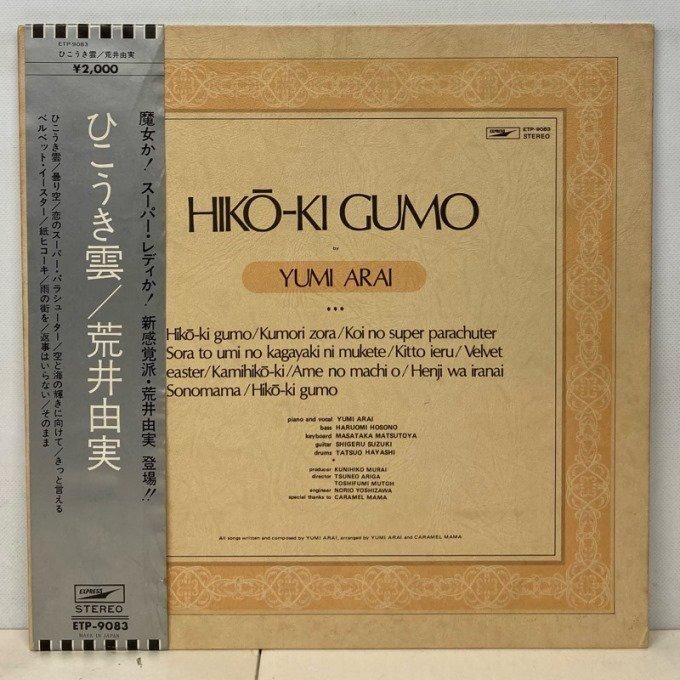 ETP-9083
ひこうき雲/荒井由実
¥2,000
魔女か!スーパー・レディか!新感覚派・荒井由実 登場!!
ひこうき雲/荒井由実
ひこうき雲/曇り空/恋のスーパー・パラシューター/空と海の輝きに向けて/きっと言える
ベルベット・イースター/紙ヒコーキ/雨の街を/返事はいらない/そのまま
EXPRESS
STEREO
ETP-9083
MADE IN JAPAN
EXPRESS
ETP-9083
STEREO
HIKŌ-KI GUMO
by
YUMI ARAI
Hikō-ki gumo/Kumori zora/Koi no super parachuter
Sora to umi no kagayaki ni mukete/Kitto ieru/Velvet
easter/Kamihikō-ki/Ame no machi o/Henji wa iranai
Sonomama/Hikō-ki gumo
piano and vocal YUMI ARAI
bass HARUOMI HOSONO
keyboard MASATAKA MATSUTOYA
guitar SHIGERU SUZUKI
drums TATSUO HAYASHI
producer KUNIHIKO MURAI
director TSUNEO ARIGA
TOSHIFUMI MUTOH
engineer NORIO YOSHIZAWA
special thanks to CARAMEL MAMA
All songs written and composed by YUMI ARAI, arranged by YUMI ARAI and CARAMEL MAMA